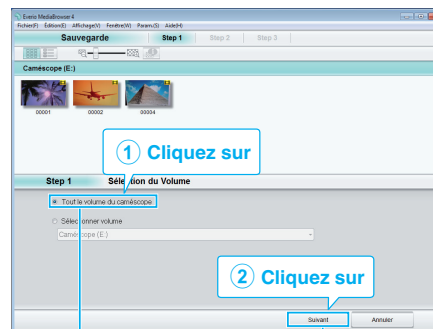 Everio MediaBrowser 4
Fichier(F) Édition(E) Affichage(V) Fenêtre(W) Param.(S) Aide(H)
Sauvegarde Step 1 Step 2 Step 3
Caméscope (E:)
00001 00002 00004
1 Cliquez sur
Step 1 Sélection du Volume
Tout le volume du caméscope
Sélectionner volume
Caméscope (E:)
2 Cliquez sur
Suivant Annuler